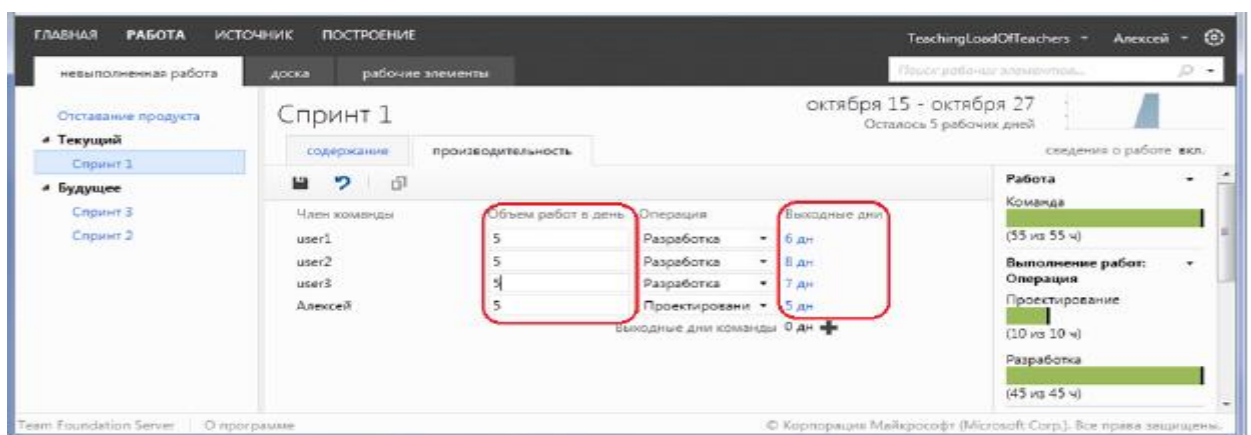 ГЛАВНАЯ РАБОТА ИСТОЧНИК ПОСТРОЕНИЕ
TeachingLoadOfTeachers Алексей
невыполненная работа доска рабочие элементы Поиск рабочих элементов...
Отставание продукта
Текущий
Спринт 1
Будущее
Спринт 3
Спринт 2
Спринт 1
октября 15 - октября 27
Осталось 5 рабочих дней
содержание производительность
сведения о работе вкл.
Член команды Объем работ в день Операция Выходные дни
user1 5 Разработка 6 дн
user2 5 Разработка 8 дн
user3 5 Разработка 7 дн
Алексей 5 Проектировани 5 дн
Выходные дни команды 0 дн
Работа
Команда
(55 из 55 ч)
Выполнение работ:
Операция
Проектирование
(10 из 10 ч)
Разработка
(45 из 45 ч)
Team Foundation Server О программе
© Корпорация Майкрософт (Microsoft Corp.). Все права защищены.